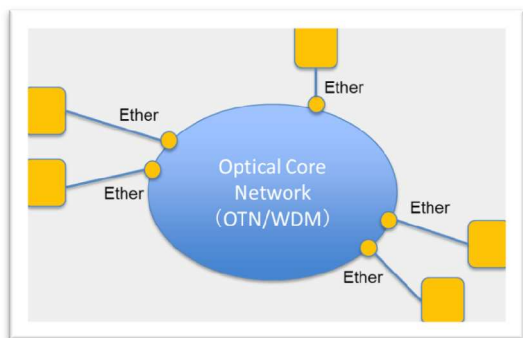 Ether
Ether
Optical Core
Network
（OTN/WDM）
Ether
Ether
Ether